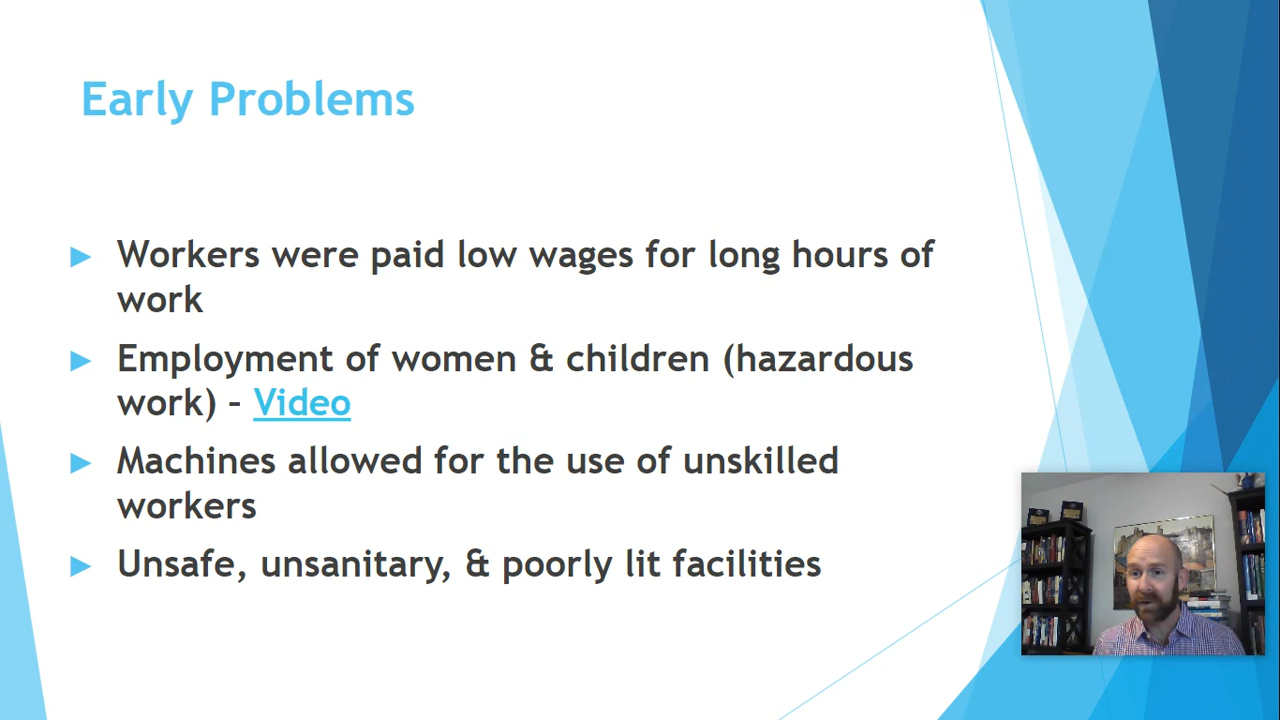 Early Problems
Workers were paid low wages for long hours of
work
Employment of women & children (hazardous
work) – Video
Machines allowed for the use of unskilled
workers
Unsafe, unsanitary, & poorly lit facilities